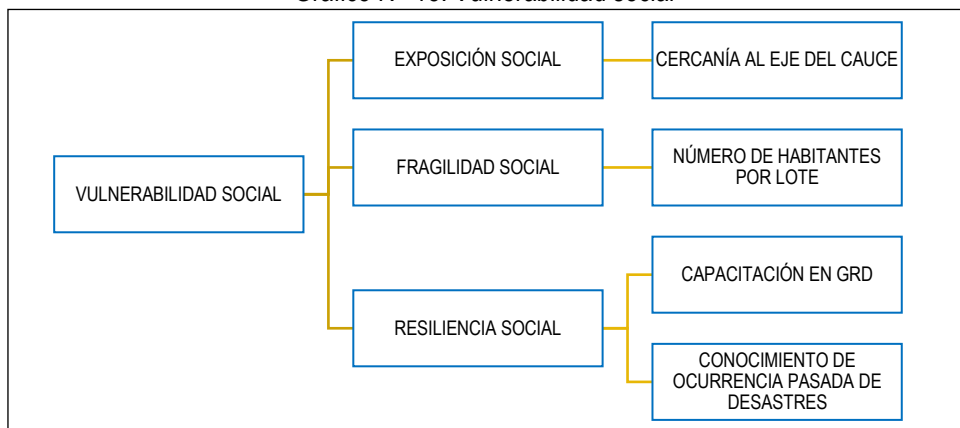 VULNERABILIDAD SOCIAL
EXPOSICIÓN SOCIAL
CERCANÍA AL EJE DEL CAUCE
FRAGILIDAD SOCIAL
NÚMERO DE HABITANTES
POR LOTE
RESILIENCIA SOCIAL
CAPACITACIÓN EN GRD
CONOCIMIENTO DE
OCURRENCIA PASADA DE
DESASTRES